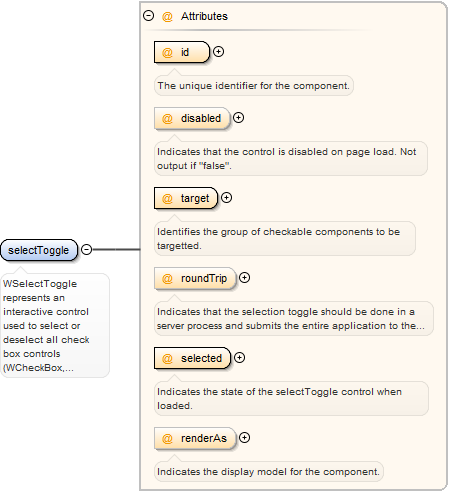 @ Attributes
@ id
The unique identifier for the component.
@ disabled
Indicates that the control is disabled on page load. Not
output if "false".
@ target
Identifies the group of checkable components to be
targetted.
selectToggle
WSelectToggle
represents an
interactive control
used to select or
deselect all check
box controls
(WCheckBox,...
@ roundTrip
Indicates that the selection toggle should be done in a
server process and submits the entire application to the...
@ selected
Indicates the state of the selectToggle control when
loaded.
@ renderAs
Indicates the display model for the component.